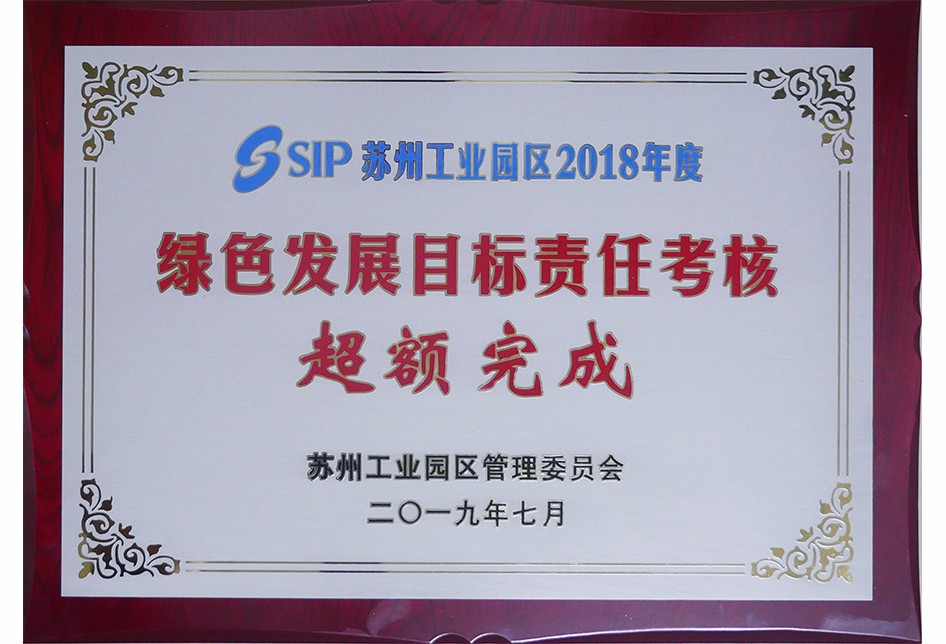 SIP 苏州工业园区2018年度
绿色发展目标责任考核
超额完成
苏州工业园区管理委员会
二〇一九年七月